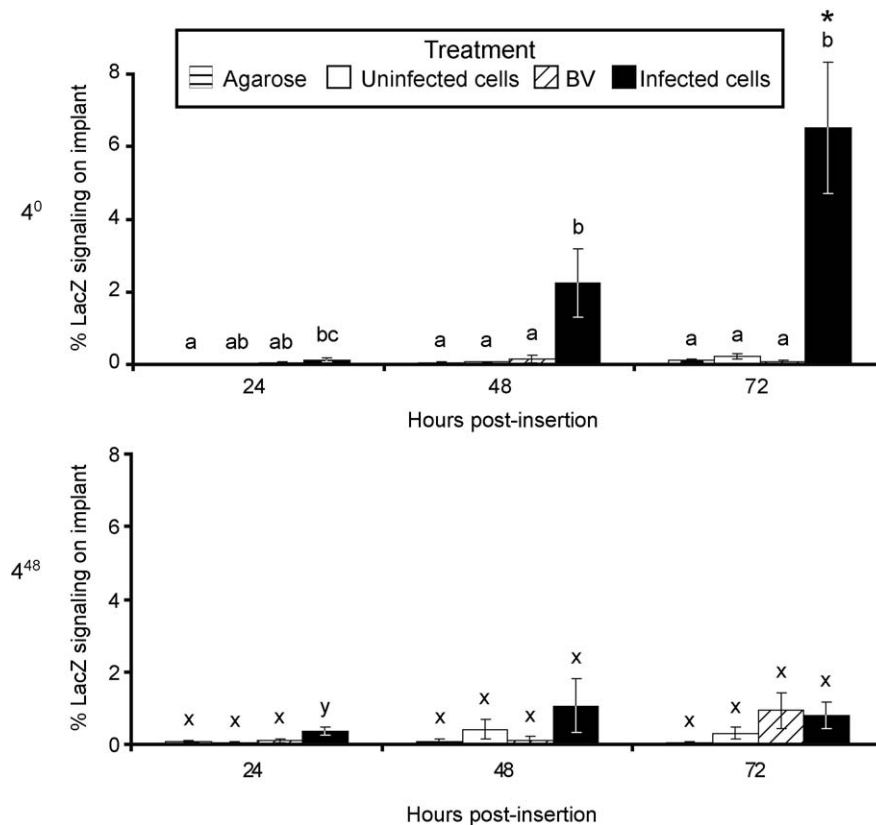 Treatment
Agarose Uninfected cells BV Infected cells
4⁰
% LacZ signaling on implant
8
6
4
2
0
a ab ab bc a a a b a a a b
*
24 48 72
Hours post-insertion
4⁴⁸
% LacZ signaling on implant
8
6
4
2
0
x x x y x x x x x x x x
24 48 72
Hours post-insertion